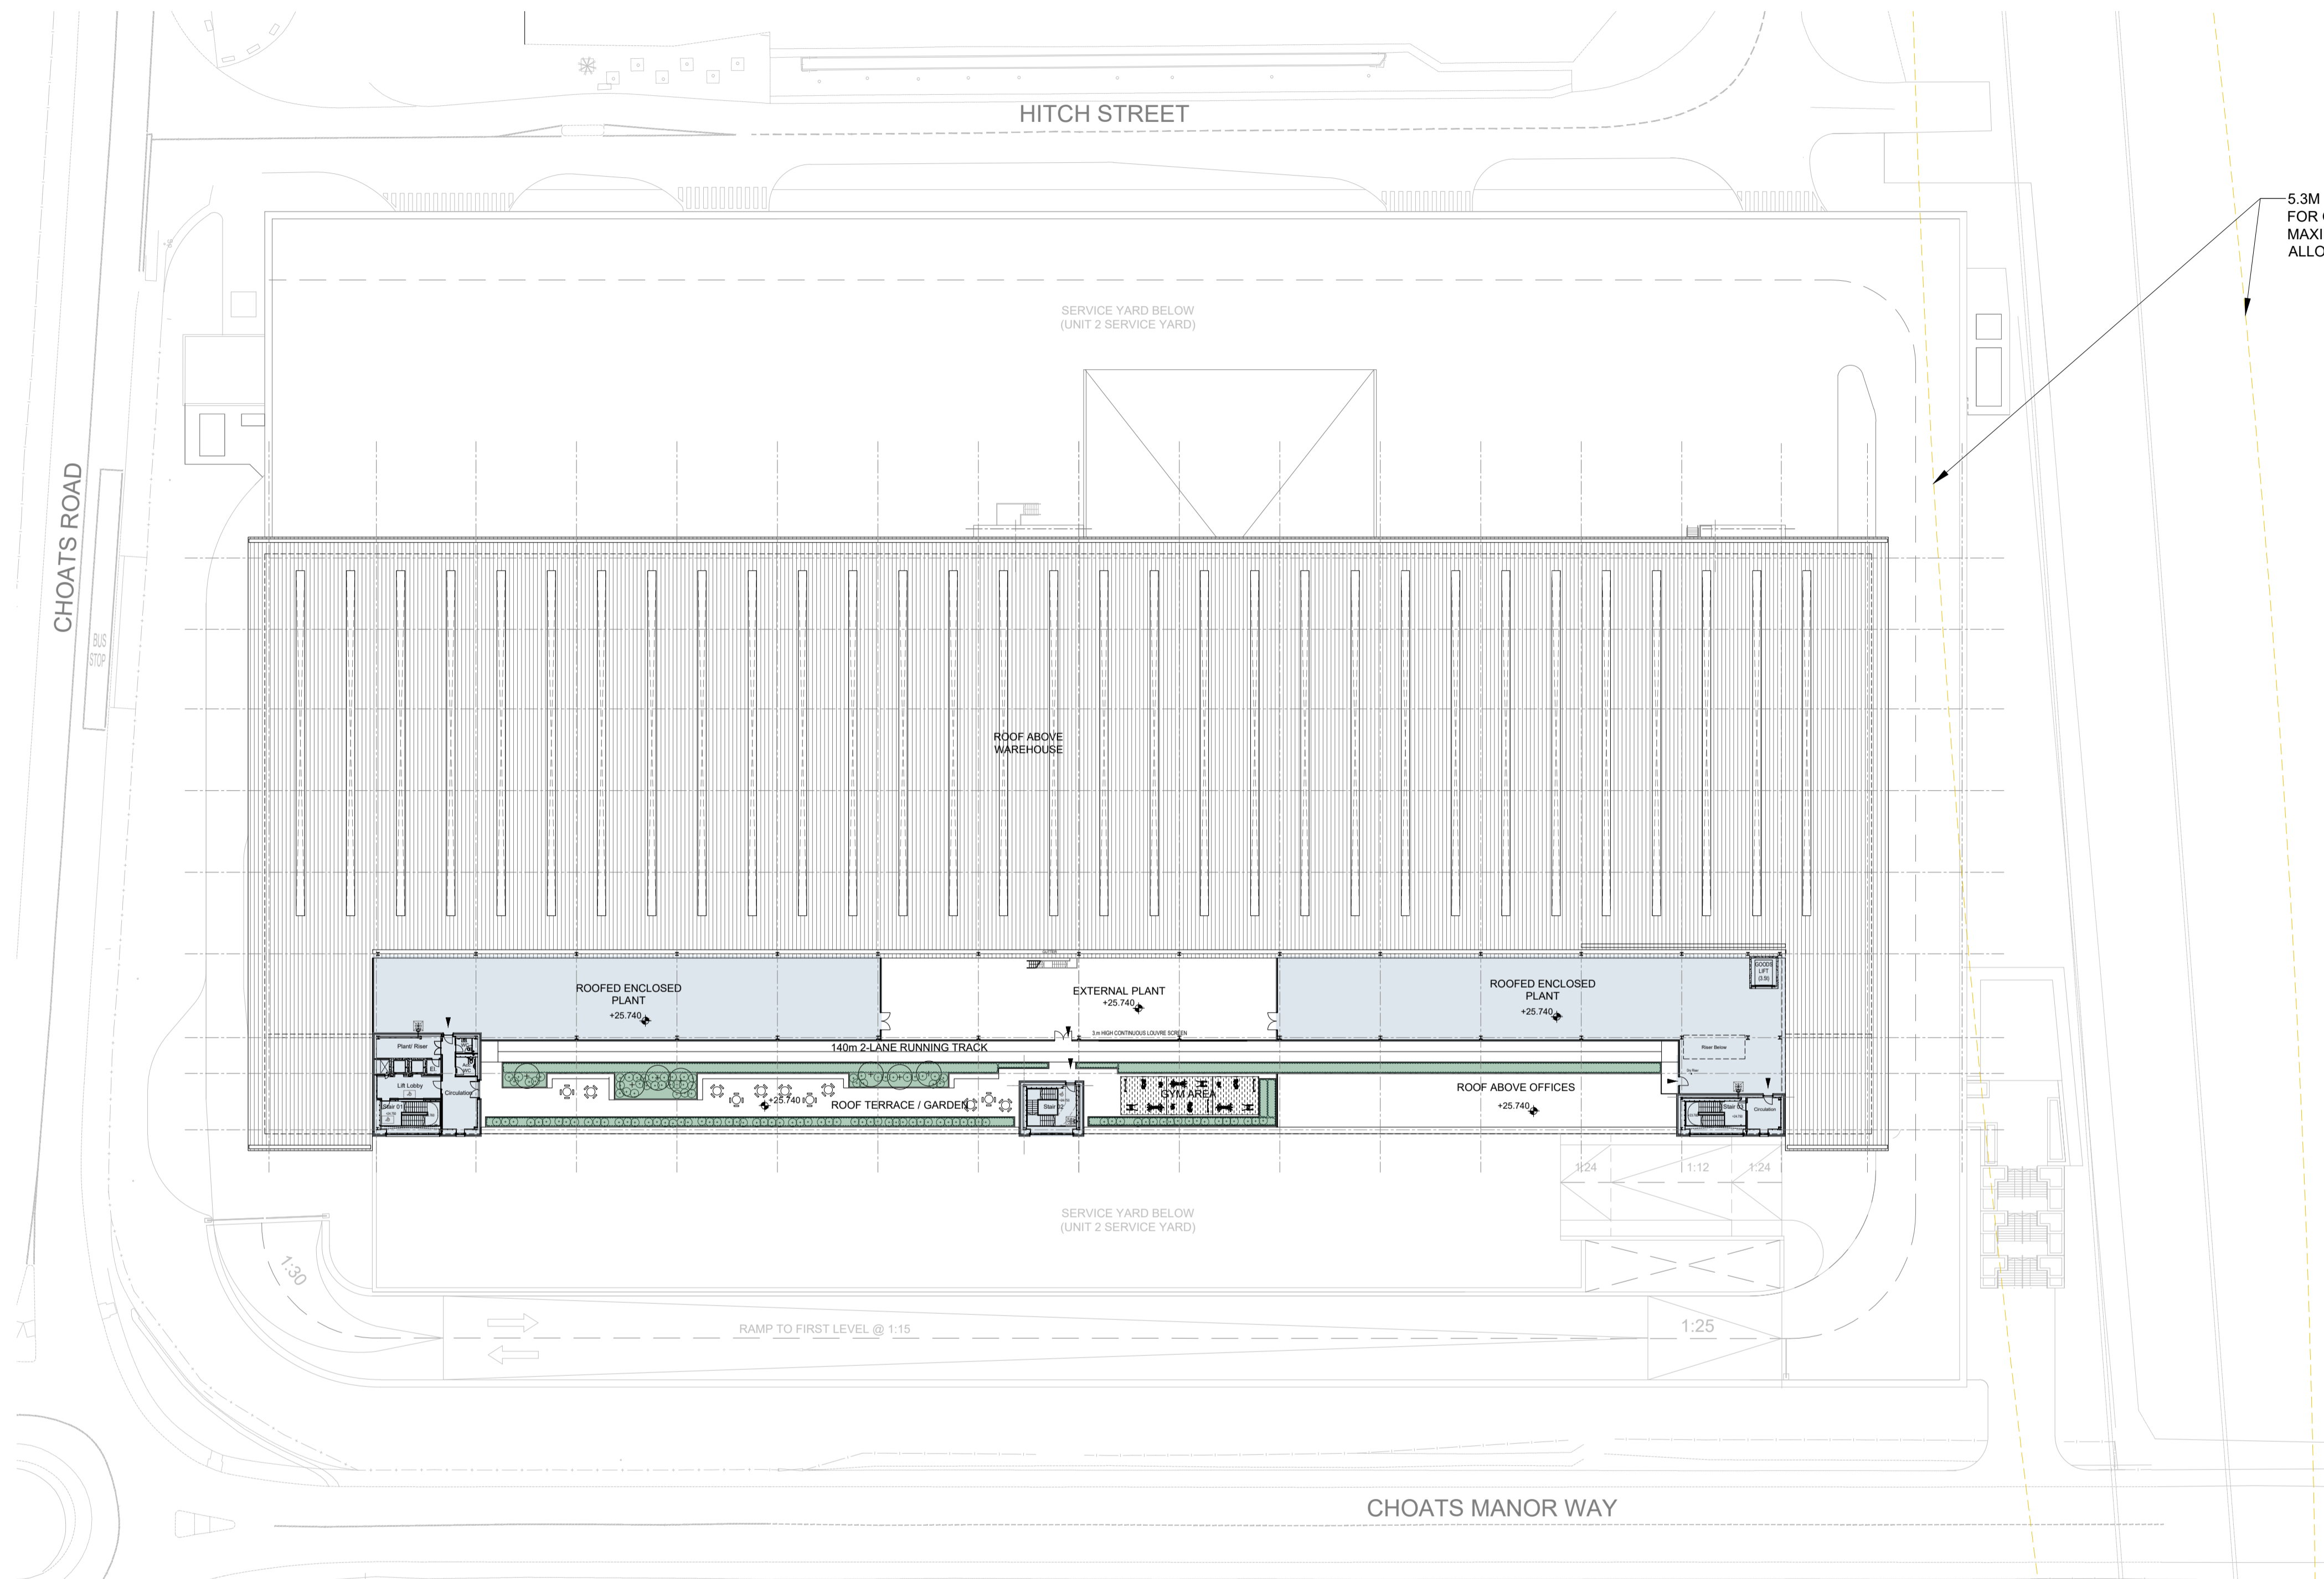 HITCH STREET
5.3M
FOR
MAXI
ALLO
SERVICE YARD BELOW
(UNIT 2 SERVICE YARD)
CHOATS ROAD
BUS
STOP
ROOF ABOVE
WAREHOUSE
GUTTER
GOODS
LIFT
ROOFED ENCLOSED
PLANT
+25.740
EXTERNAL PLANT
+25.740
ROOFED ENCLOSED
PLANT
+25.740
3.m HIGH CONTINUOUS LOUVRE SCREEN
140m 2-LANE RUNNING TRACK
Plant/ Riser
Riser Below
Lift Lobby
Circulation
WC
Stair 01
+25.740
ROOF TERRACE / GARDEN
Stair 02
GYM AREA
ROOF ABOVE OFFICES
+25.740
Stair 03
Circulation
1:24
1:12
1:24
SERVICE YARD BELOW
(UNIT 2 SERVICE YARD)
1:30
RAMP TO FIRST LEVEL @ 1:15
1:25
CHOATS MANOR WAY